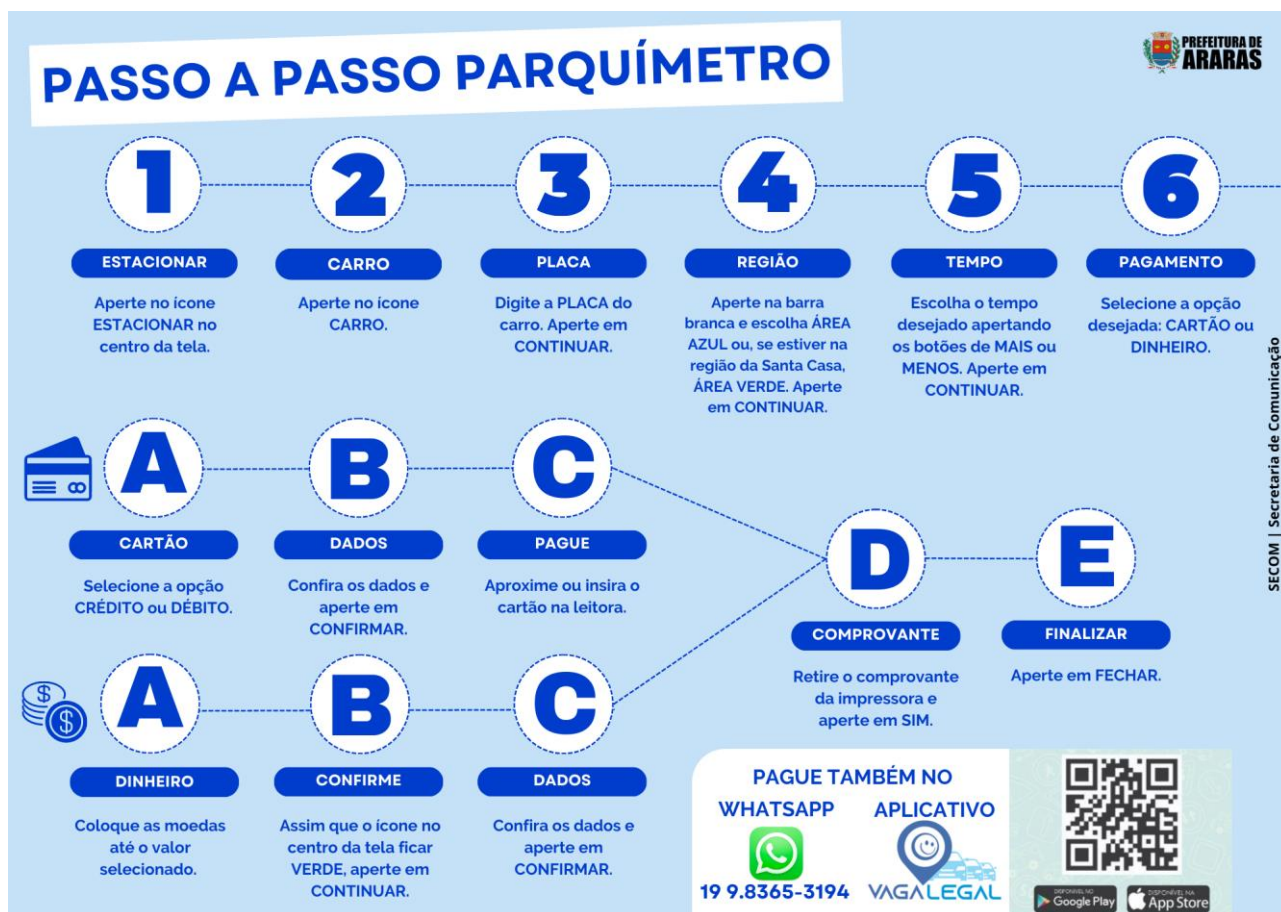 PASSO A PASSO PARQUÍMETRO
PREFEITURA DE
ARARAS
1
ESTACIONAR
Aperte no ícone
ESTACIONAR no
centro da tela.
2
CARRO
Aperte no ícone
CARRO.
3
PLACA
Digite a PLACA do
carro. Aperte em
CONTINUAR.
4
REGIÃO
Aperte na barra
branca e escolha ÁREA
AZUL ou, se estiver na
região da Santa Casa,
ÁREA VERDE. Aperte
em CONTINUAR.
5
TEMPO
Escolha o tempo
desejado apertando
os botões de MAIS ou
MENOS. Aperte em
CONTINUAR.
6
PAGAMENTO
Selecione a opção
desejada: CARTÃO ou
DINHEIRO.
A
CARTÃO
Selecione a opção
CRÉDITO ou DÉBITO.
B
DADOS
Confira os dados e
aperte em
CONFIRMAR.
C
PAGUE
Aproxime ou insira o
cartão na leitora.
A
DINHEIRO
Coloque as moedas
até o valor
selecionado.
B
CONFIRME
Assim que o ícone no
centro da tela ficar
VERDE, aperte em
CONTINUAR.
C
DADOS
Confira os dados e
aperte em
CONFIRMAR.
D
COMPROVANTE
Retire o comprovante
da impressora e
aperte em SIM.
E
FINALIZAR
Aperte em FECHAR.
PAGUE TAMBÉM NO
WHATSAPP
19 9.8365-3194
APLICATIVO
VAGALEGAL
DISPONÍVEL NO
Google Play
DISPONÍVEL NA
App Store
SECOM | Secretaria de Comunicação